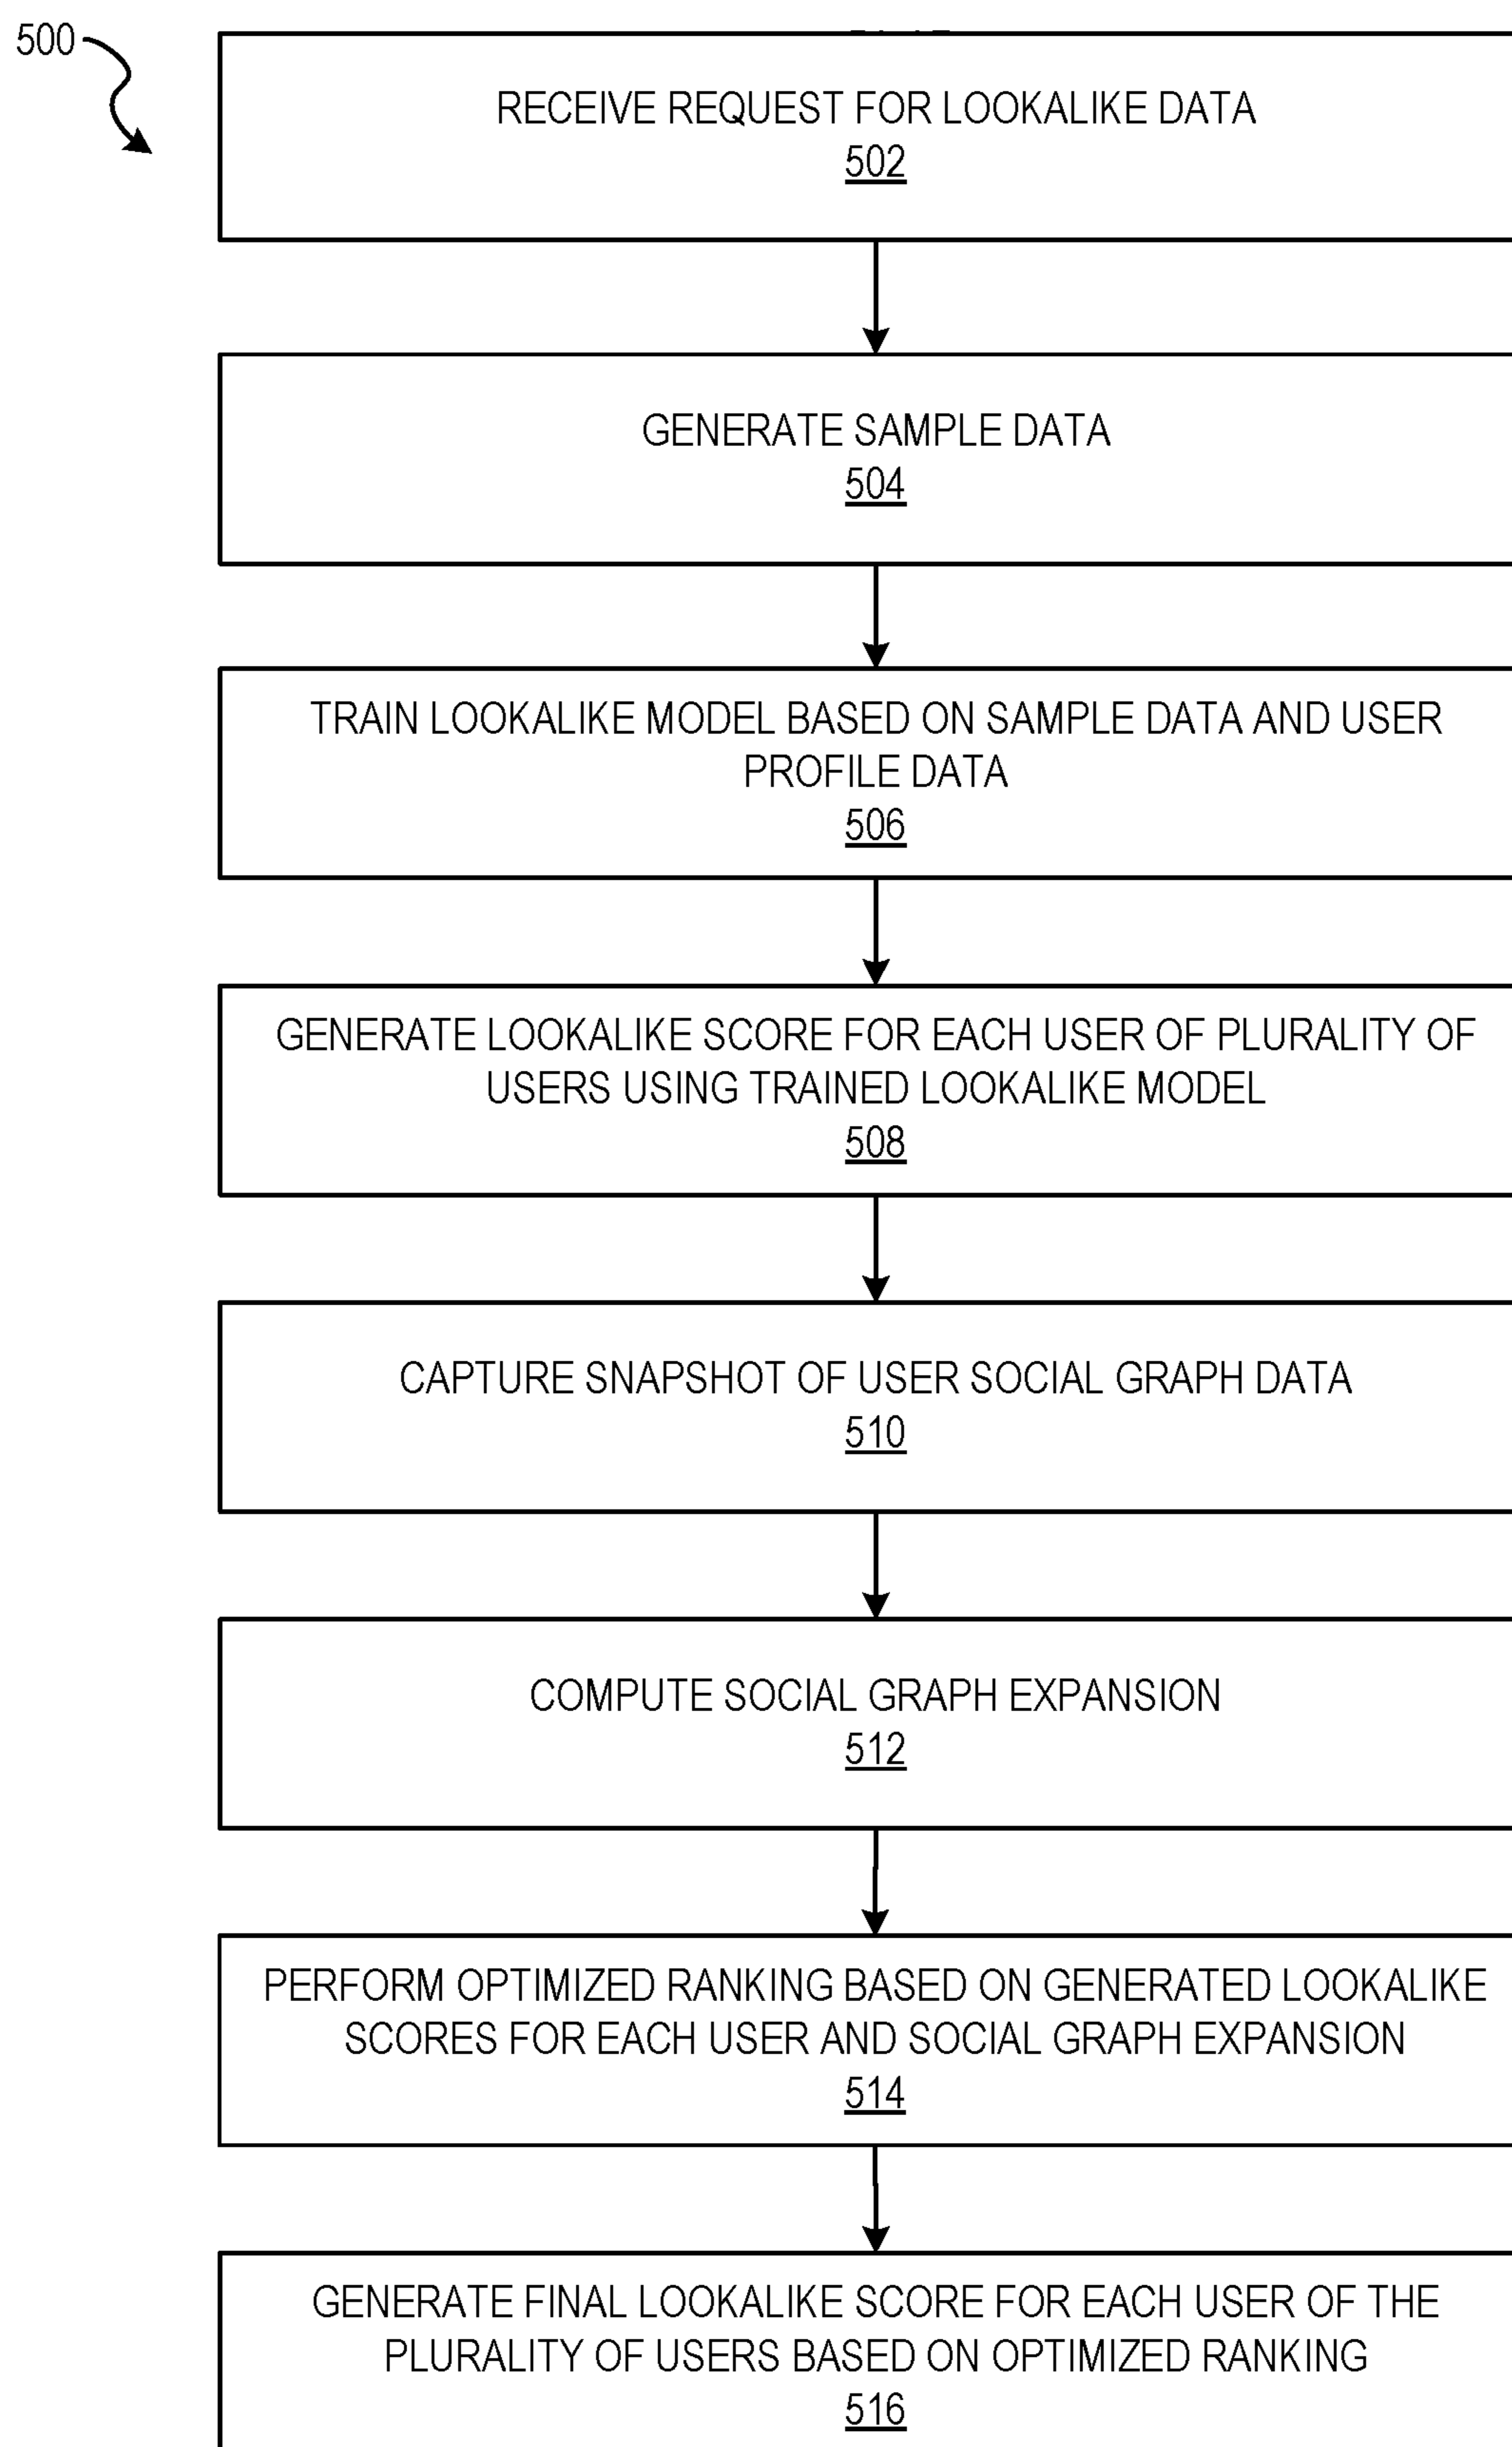 500
RECEIVE REQUEST FOR LOOKALIKE DATA
502
GENERATE SAMPLE DATA
504
TRAIN LOOKALIKE MODEL BASED ON SAMPLE DATA AND USER
PROFILE DATA
506
GENERATE LOOKALIKE SCORE FOR EACH USER OF PLURALITY OF
USERS USING TRAINED LOOKALIKE MODEL
508
CAPTURE SNAPSHOT OF USER SOCIAL GRAPH DATA
510
COMPUTE SOCIAL GRAPH EXPANSION
512
PERFORM OPTIMIZED RANKING BASED ON GENERATED LOOKALIKE
SCORES FOR EACH USER AND SOCIAL GRAPH EXPANSION
514
GENERATE FINAL LOOKALIKE SCORE FOR EACH USER OF THE
PLURALITY OF USERS BASED ON OPTIMIZED RANKING
516